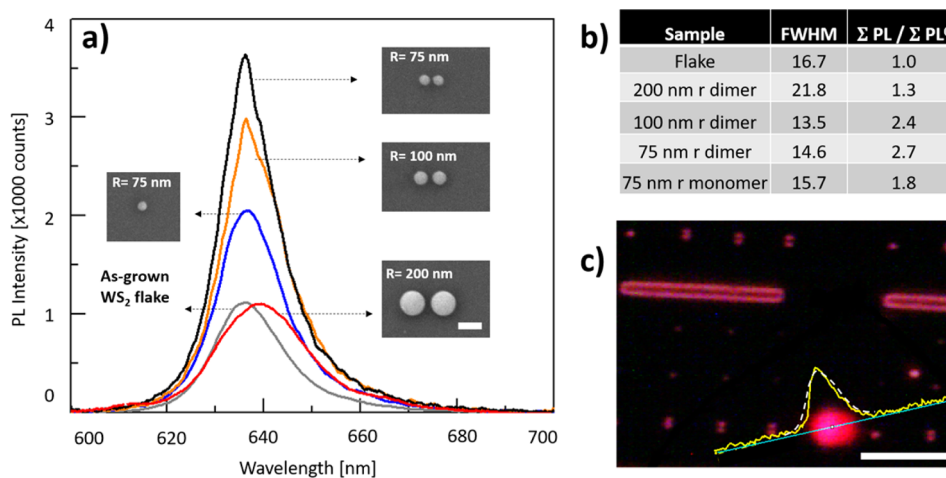 a)
PL Intensity [x1000 counts]
4
3
2
1
0
600
620
640
660
680
700
Wavelength [nm]
R= 75 nm
R= 100 nm
R= 75 nm
As-grown
WS₂ flake
R= 200 nm
b)
Sample FWHM Σ PL / Σ PL
Flake 16.7 1.0
200 nm r dimer 21.8 1.3
100 nm r dimer 13.5 2.4
75 nm r dimer 14.6 2.7
75 nm r monomer 15.7 1.8
c)